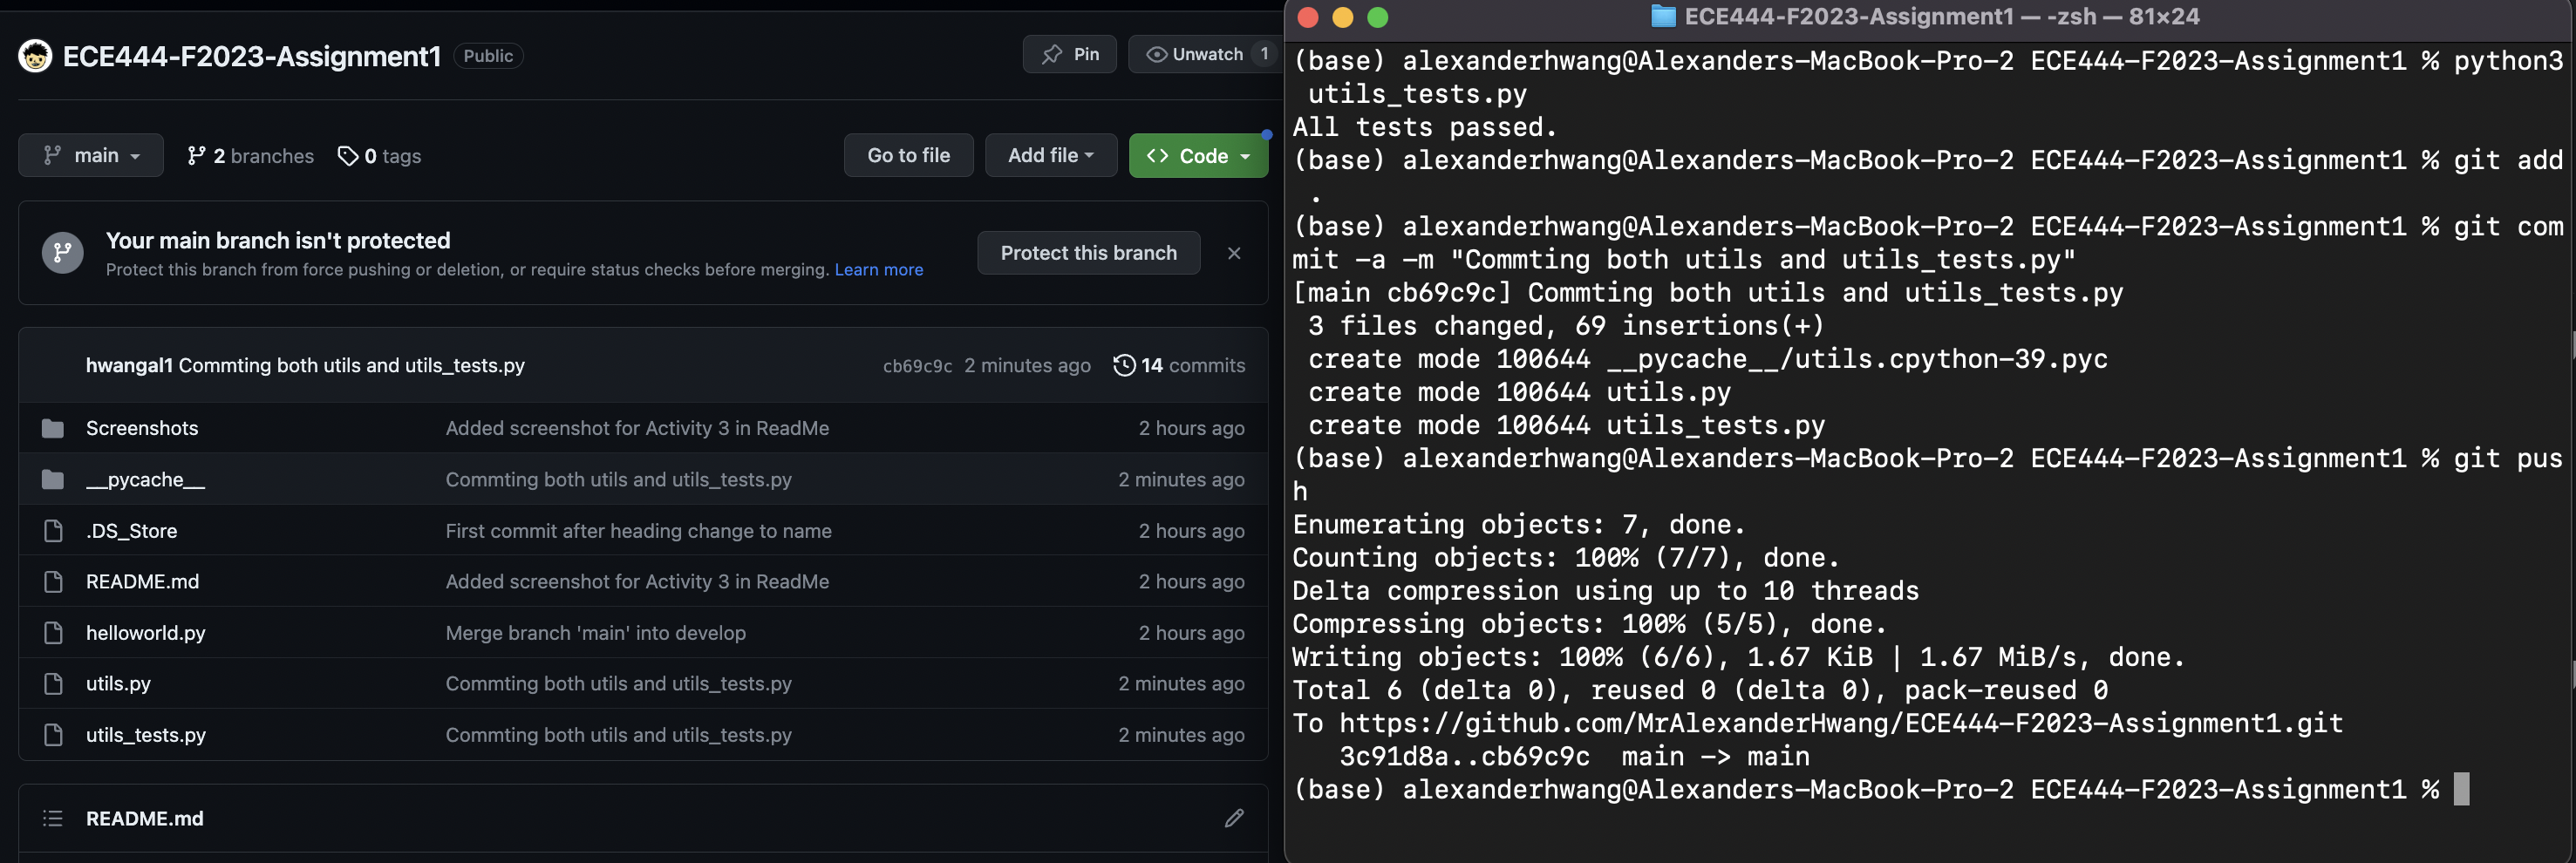 ECE444-F2023-Assignment1 Public
Pin
Unwatch 1
main
2 branches
0 tags
Go to file
Add file
Code
Your main branch isn't protected
Protect this branch from force pushing or deletion, or require status checks before merging. Learn more
Protect this branch
hwangal1 Commting both utils and utils_tests.py cb69c9c 2 minutes ago 14 commits
Screenshots Added screenshot for Activity 3 in ReadMe 2 hours ago
__pycache__ Commting both utils and utils_tests.py 2 minutes ago
.DS_Store First commit after heading change to name 2 hours ago
README.md Added screenshot for Activity 3 in ReadMe 2 hours ago
helloworld.py Merge branch 'main' into develop 2 hours ago
utils.py Commting both utils and utils_tests.py 2 minutes ago
utils_tests.py Commting both utils and utils_tests.py 2 minutes ago
README.md
ECE444-F2023-Assignment1 — -zsh — 81×24
(base) alexanderhwang@Alexanders-MacBook-Pro-2 ECE444-F2023-Assignment1 % python3
utils_tests.py
All tests passed.
(base) alexanderhwang@Alexanders-MacBook-Pro-2 ECE444-F2023-Assignment1 % git add
.
(base) alexanderhwang@Alexanders-MacBook-Pro-2 ECE444-F2023-Assignment1 % git com
mit -a -m "Commting both utils and utils_tests.py"
[main cb69c9c] Commting both utils and utils_tests.py
3 files changed, 69 insertions(+)
create mode 100644 __pycache__/utils.cpython-39.pyc
create mode 100644 utils.py
create mode 100644 utils_tests.py
(base) alexanderhwang@Alexanders-MacBook-Pro-2 ECE444-F2023-Assignment1 % git pus
h
Enumerating objects: 7, done.
Counting objects: 100% (7/7), done.
Delta compression using up to 10 threads
Compressing objects: 100% (5/5), done.
Writing objects: 100% (6/6), 1.67 KiB | 1.67 MiB/s, done.
Total 6 (delta 0), reused 0 (delta 0), pack-reused 0
To https://github.com/MrAlexanderHwang/ECE444-F2023-Assignment1.git
3c91d8a..cb69c9c main -> main
(base) alexanderhwang@Alexanders-MacBook-Pro-2 ECE444-F2023-Assignment1 %